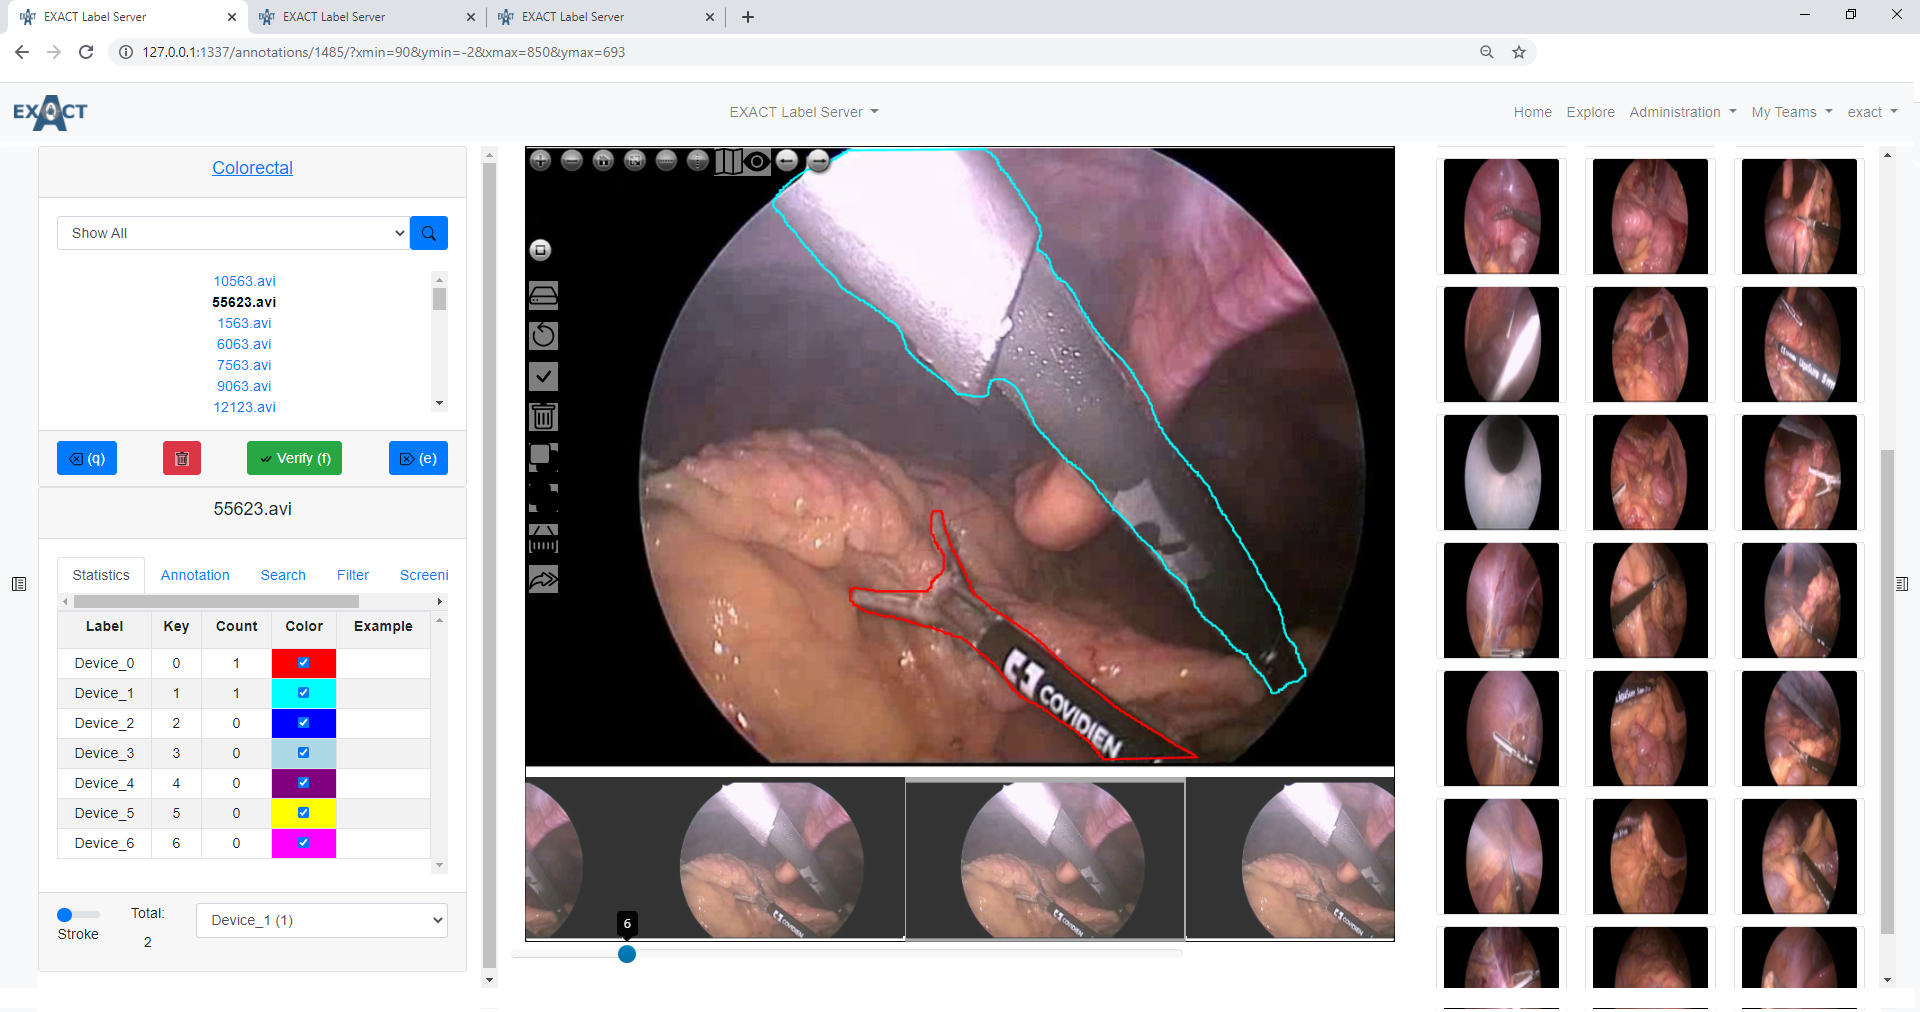 EXACT Label Server
EXACT Label Server
EXACT Label Server
127.0.0.1:1337/annotations/1485/?xmin=90&ymin=-2&xmax=850&ymax=693
EXACT
EXACT Label Server
Home Explore Administration My Teams exact
Colorectal
Show All
10563.avi
55623.avi
1563.avi
6063.avi
7563.avi
9063.avi
12123.avi
(q) Verify (f) (e)
55623.avi
Statistics Annotation Search Filter Screeni
Label Key Count Color Example
Device_0 0 1
Device_1 1 1
Device_2 2 0
Device_3 3 0
Device_4 4 0
Device_5 5 0
Device_6 6 0
Stroke
Total:
2
Device_1 (1)
COVIDIEN
COVIDIEN
COVIDIEN
COVIDIEN
6